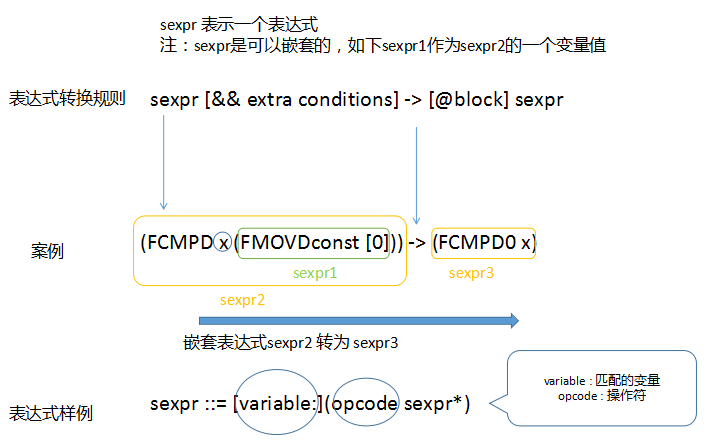 sexpr 表示一个表达式
注：sexpr是可以嵌套的，如下sexpr1作为sexpr2的一个变量值
表达式转换规则 sexpr [&& extra conditions] -> [@block] sexpr
案例 (FCMPD x (FMOVDconst [0])) -> (FCMPD0 x)
sexpr1 sexpr3
sexpr2
嵌套表达式sexpr2 转为 sexpr3
表达式样例 sexpr ::= [variable:](opcode sexpr*)
variable : 匹配的变量
opcode : 操作符